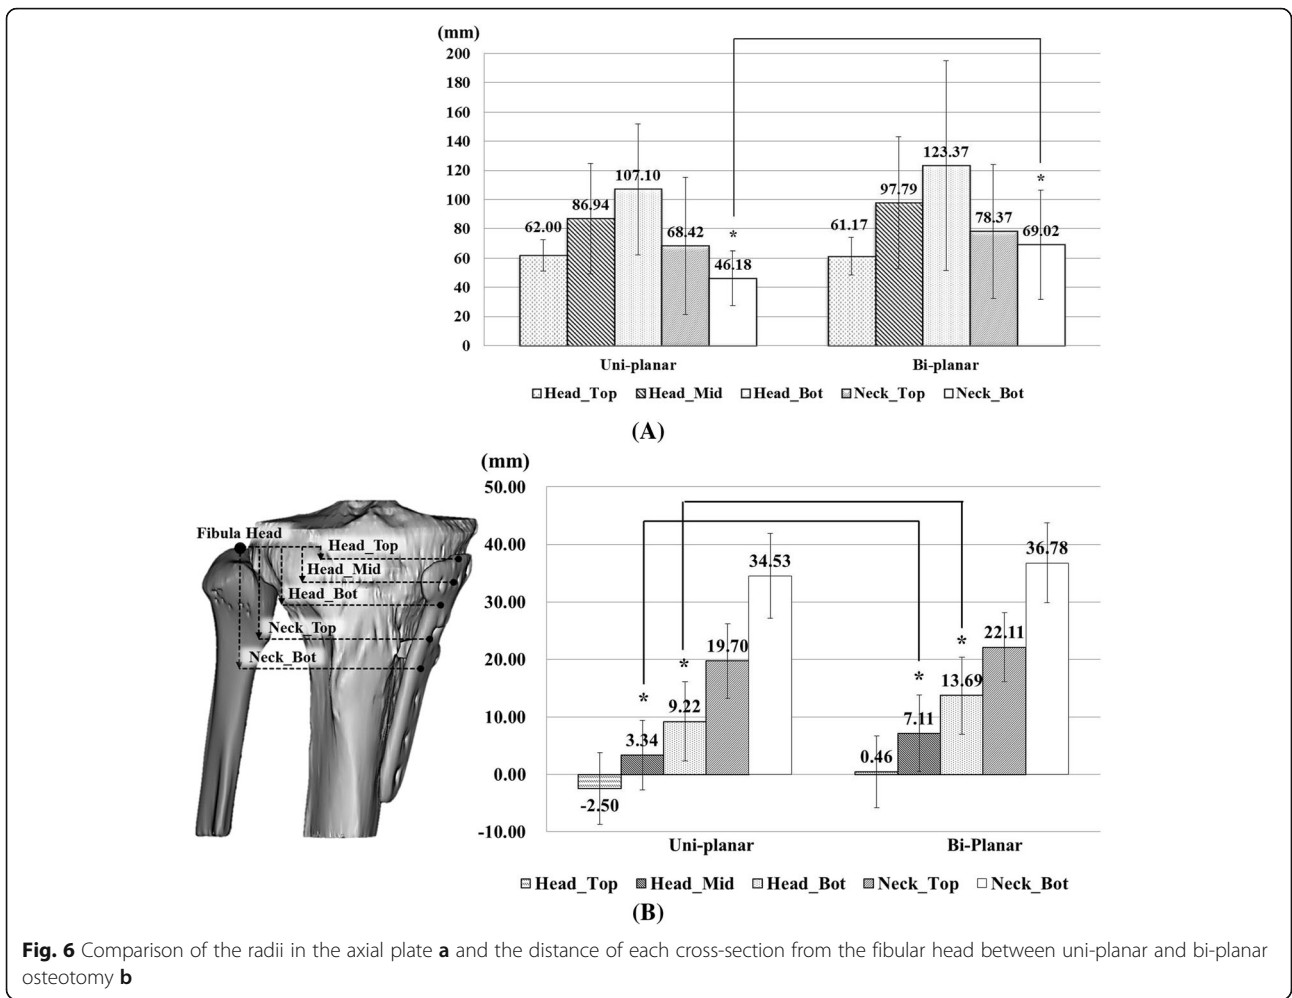 (mm)
200
180
160
140
120
100
80
60
40
20
0
62.00
86.94
107.10
68.42
*
46.18
61.17
97.79
123.37
78.37
*
69.02
Uni-planar
Bi-planar
Head_Top Head_Mid Head_Bot Neck_Top Neck_Bot
(A)
Fibula Head
Head_Top
Head_Mid
Head_Bot
Neck_Top
Neck_Bot
(mm)
50.00
40.00
30.00
20.00
10.00
0.00
-10.00
-2.50
*
3.34
*
9.22
19.70
34.53
0.46
*
7.11
*
13.69
22.11
36.78
Uni-planar
Bi-Planar
Head_Top Head_Mid Head_Bot Neck_Top Neck_Bot
(B)
Fig. 6 Comparison of the radii in the axial plate a and the distance of each cross-section from the fibular head between uni-planar and bi-planar
osteotomy b